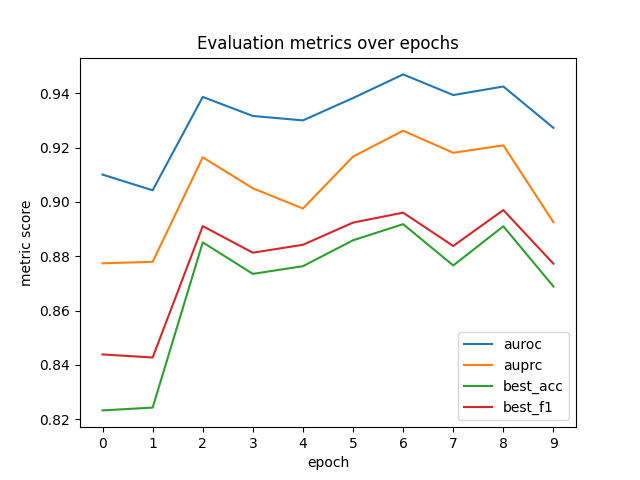 Evaluation metrics over epochs
metric score
0.94
0.92
0.90
0.88
0.86
0.84
0.82
auroc
auprc
best_acc
best_f1
0 1 2 3 4 5 6 7 8 9
epoch